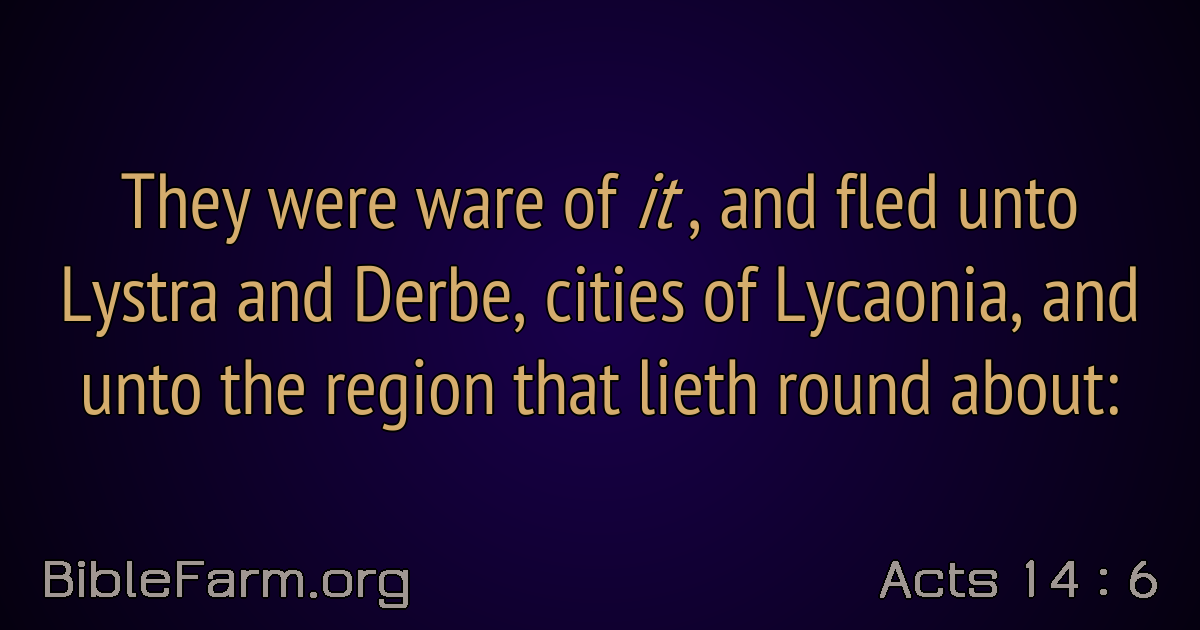 They were ware of it , and fled unto
Lystra and Derbe, cities of Lycaonia, and
unto the region that lieth round about:
BibleFarm.org
Acts 14 : 6